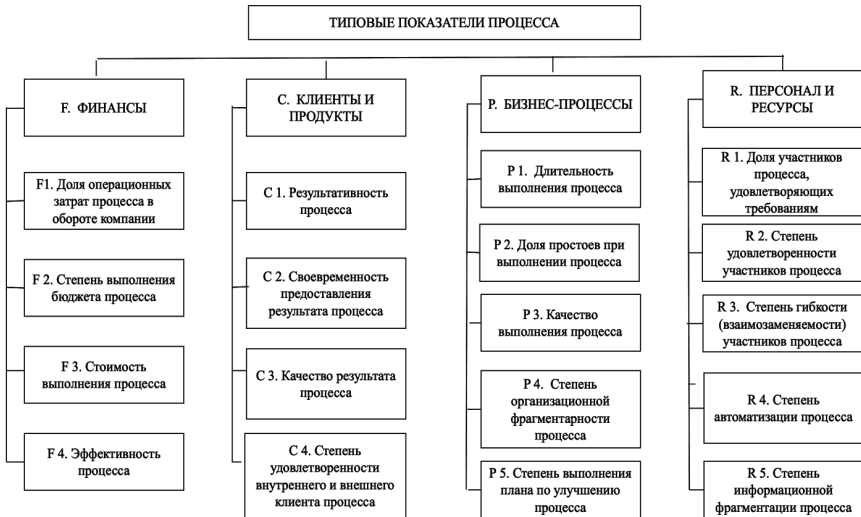 ТИПОВЫЕ ПОКАЗАТЕЛИ ПРОЦЕССА
F. ФИНАНСЫ
F1. Доля операционных
затрат процесса в
обороте компании
F 2. Степень выполнения
бюджета процесса
F 3. Стоимость
выполнения процесса
F 4. Эффективность
процесса
C. КЛИЕНТЫ И
ПРОДУКТЫ
C 1. Результативность
процесса
C 2. Своевременность
предоставления
результата процесса
C 3. Качество результата
процесса
C 4. Степень
удовлетворенности
внутреннего и внешнего
клиента процесса
P. БИЗНЕС-ПРОЦЕССЫ
P 1. Длительность
выполнения процесса
P 2. Доля простоев при
выполнении процесса
P 3. Качество
выполнения процесса
P 4. Степень
организационной
фрагментарности
процесса
P 5. Степень выполнения
плана по улучшению
процесса
R. ПЕРСОНАЛ И
РЕСУРСЫ
R 1. Доля участников
процесса,
удовлетворяющих
требованиям
R 2. Степень
удовлетворенности
участников процесса
R 3. Степень гибкости
(взаимозаменяемости)
участников процесса
R 4. Степень
автоматизации процесса
R 5. Степень
информационной
фрагментации процесса